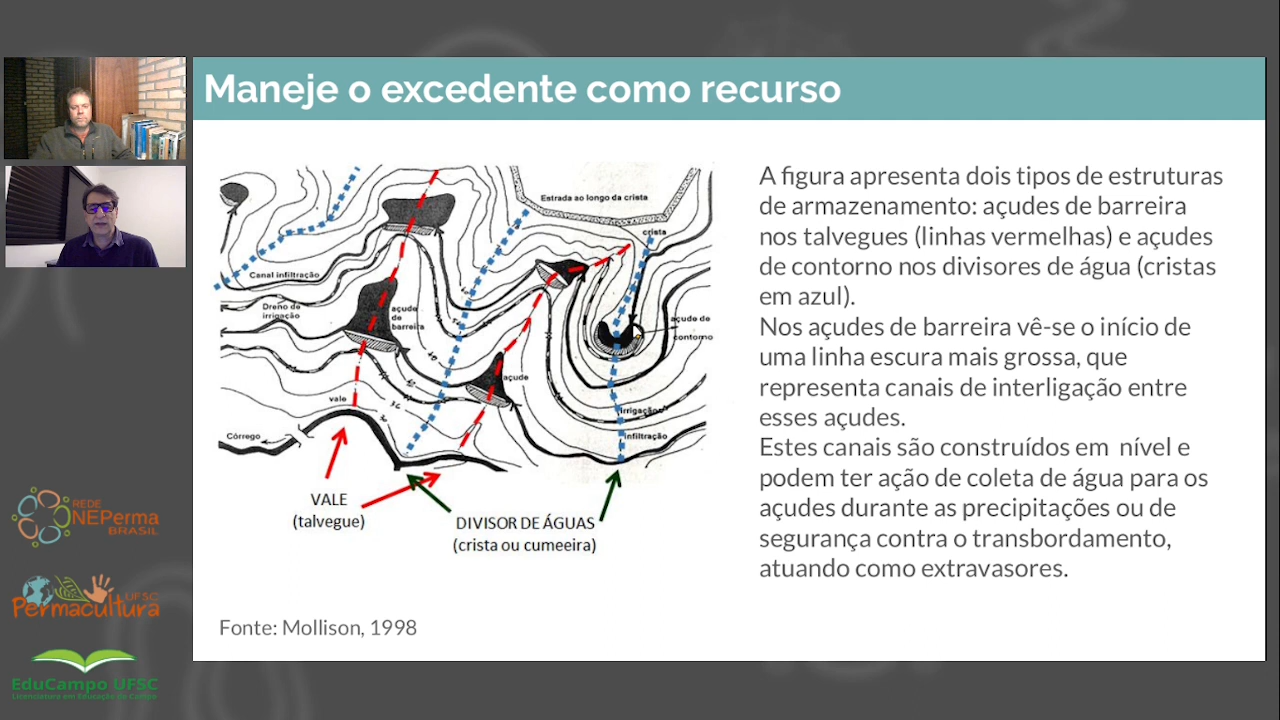 Maneje o excedente como recurso
Estrada ao longo da crista
crista
Canal infiltração
Dreno de
irrigação
açude
de
barreira
açude de
contorno
açude
vale
36
irrigação
infiltração
Córrego
VALE
(talvegue)
DIVISOR DE ÁGUAS
(crista ou cumeeira)
Fonte: Mollison, 1998
A figura apresenta dois tipos de estruturas
de armazenamento: açudes de barreira
nos talvegues (linhas vermelhas) e açudes
de contorno nos divisores de água (cristas
em azul).
Nos açudes de barreira vê-se o início de
uma linha escura mais grossa, que
representa canais de interligação entre
esses açudes.
Estes canais são construídos em nível e
podem ter ação de coleta de água para os
açudes durante as precipitações ou de
segurança contra o transbordamento,
atuando como extravasores.
REDE
NEPerma
BRASIL
UFSC
Permacultura
EduCampo UFSC
Licenciatura em Educação do Campo